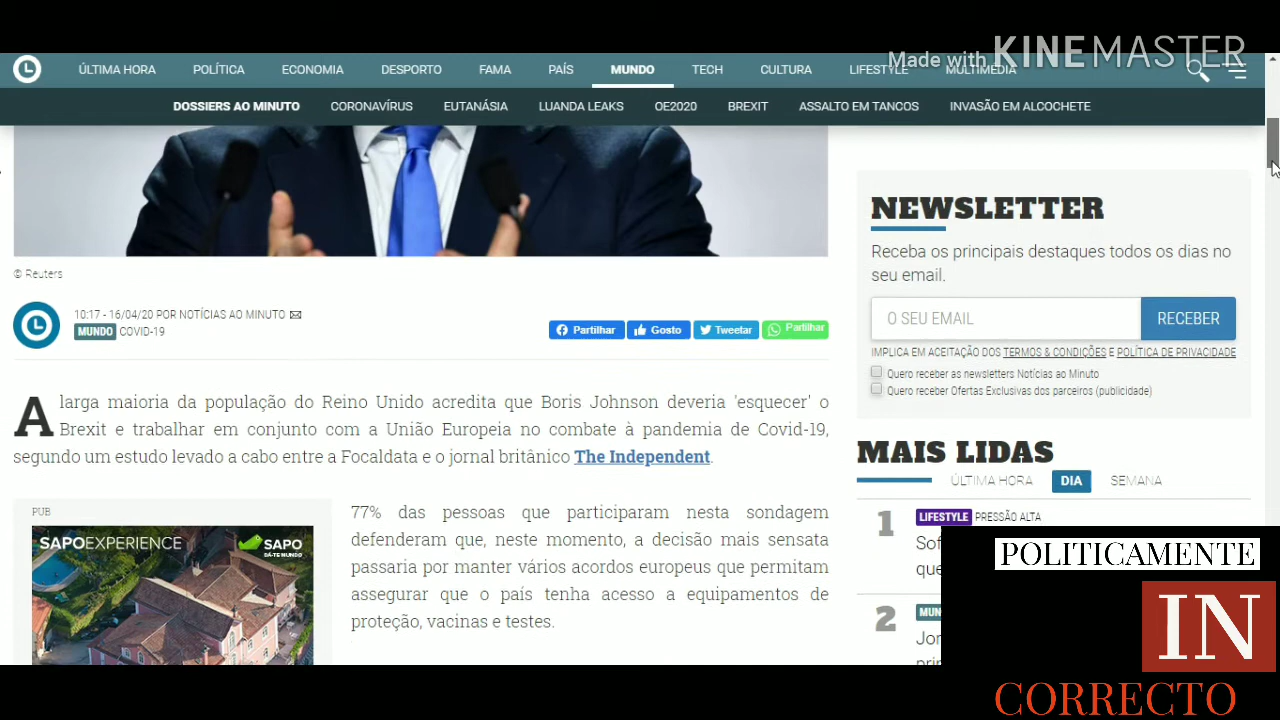 Made with KINEMASTER
ÚLTIMA HORA POLÍTICA ECONOMIA DESPORTO FAMA PAÍS MUNDO TECH CULTURA LIFESTYLE MULTIMÉDIA
DOSSIERS AO MINUTO CORONAVÍRUS EUTANÁSIA LUANDA LEAKS OE2020 BREXIT ASSALTO EM TANCOS INVASÃO EM ALCOCHETE
© Reuters
10:17 - 16/04/20 POR NOTÍCIAS AO MINUTO
MUNDO COVID-19
Partilhar Gosto Tweetar Partilhar
A larga maioria da população do Reino Unido acredita que Boris Johnson deveria 'esquecer' o
Brexit e trabalhar em conjunto com a União Europeia no combate à pandemia de Covid-19,
segundo um estudo levado a cabo entre a Focaldata e o jornal britânico The Independent.
PUB
SAPOEXPERIENCE
SAPO
DÁ-TE MUNDO
77% das pessoas que participaram nesta sondagem
defenderam que, neste momento, a decisão mais sensata
passaria por manter vários acordos europeus que permitam
assegurar que o país tenha acesso a equipamentos de
proteção, vacinas e testes.
NEWSLETTER
Receba os principais destaques todos os dias no
seu email.
O SEU EMAIL RECEBER
IMPLICA EM ACEITAÇÃO DOS TERMOS & CONDIÇÕES E POLÍTICA DE PRIVACIDADE
Quero receber as newsletters Notícias ao Minuto
Quero receber Ofertas Exclusivas dos parceiros (publicidade)
MAIS LIDAS
ÚLTIMA HORA DIA SEMANA
1 LIFESTYLE PRESSÃO ALTA
2
POLITICAMENTE
IN
CORRECTO